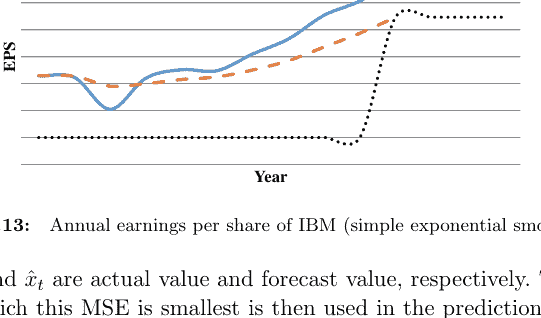 EPS
Year
.13: Annual earnings per share of IBM (simple exponential smo
nd x̂ₜ are actual value and forecast value, respectively.
ich this MSE is smallest is then used in the prediction